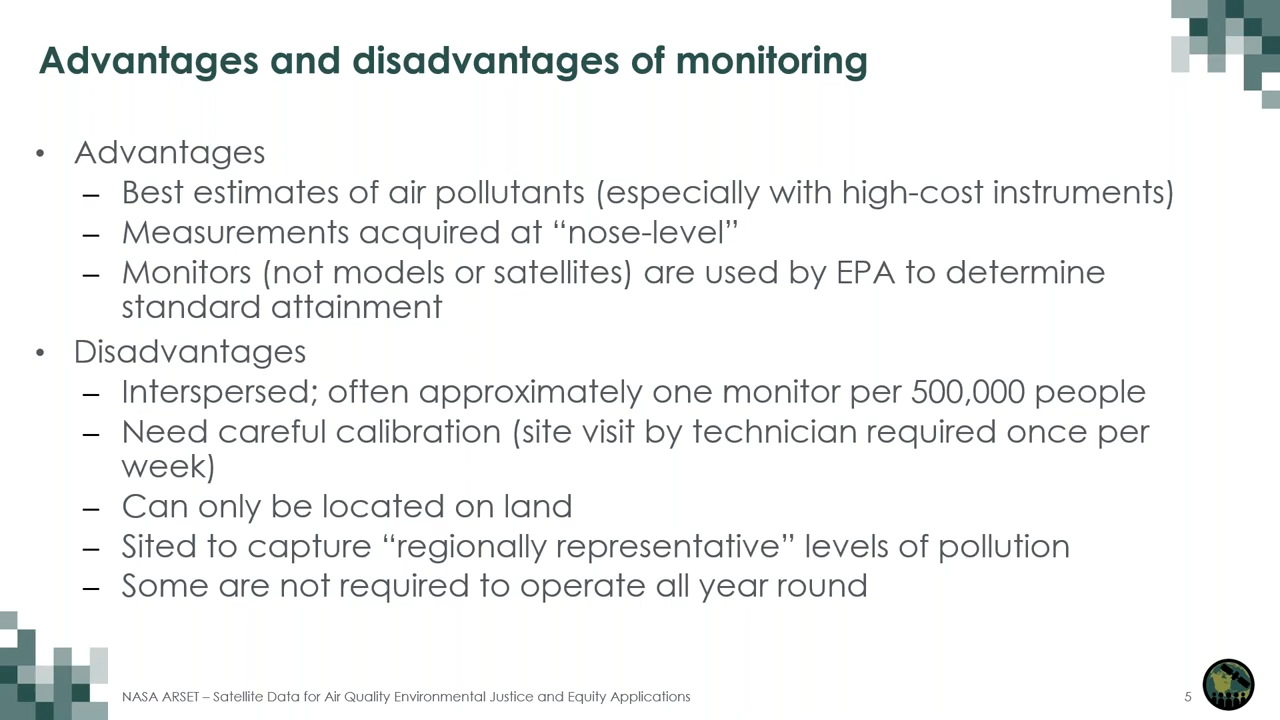 Advantages and disadvantages of monitoring
• Advantages
– Best estimates of air pollutants (especially with high-cost instruments)
– Measurements acquired at “nose-level”
– Monitors (not models or satellites) are used by EPA to determine
standard attainment
• Disadvantages
– Interspersed; often approximately one monitor per 500,000 people
– Need careful calibration (site visit by technician required once per
week)
– Can only be located on land
– Sited to capture “regionally representative” levels of pollution
– Some are not required to operate all year round
NASA ARSET – Satellite Data for Air Quality Environmental Justice and Equity Applications
5